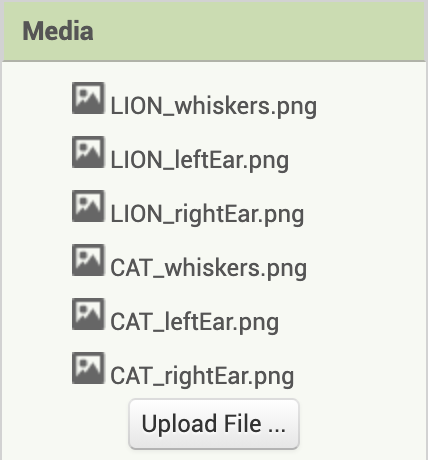 Media
LION_whiskers.png
LION_leftEar.png
LION_rightEar.png
CAT_whiskers.png
CAT_leftEar.png
CAT_rightEar.png
Upload File ...